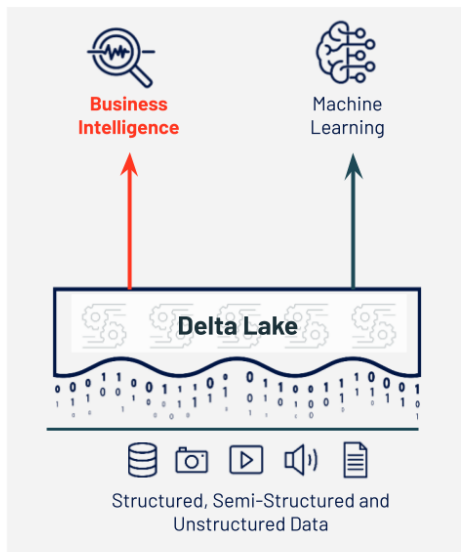 Business
Intelligence
Machine
Learning
Delta Lake
Structured, Semi-Structured and
Unstructured Data